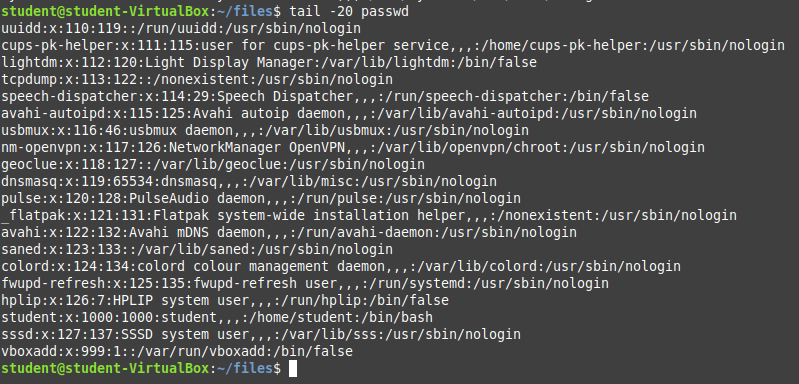 student@student-VirtualBox:~/files$ tail -20 passwd
uuidd:x:110:119::/run/uuidd:/usr/sbin/nologin
cups-pk-helper:x:111:115:user for cups-pk-helper service,,,:/home/cups-pk-helper:/usr/sbin/nologin
lightdm:x:112:120:Light Display Manager:/var/lib/lightdm:/bin/false
tcpdump:x:113:122::/nonexistent:/usr/sbin/nologin
speech-dispatcher:x:114:29:Speech Dispatcher,,,:/run/speech-dispatcher:/bin/false
avahi-autoipd:x:115:125:Avahi autoip daemon,,,:/var/lib/avahi-autoipd:/usr/sbin/nologin
usbmux:x:116:46:usbmux daemon,,,:/var/lib/usbmux:/usr/sbin/nologin
nm-openvpn:x:117:126:NetworkManager OpenVPN,,,:/var/lib/openvpn/chroot:/usr/sbin/nologin
geoclue:x:118:127::/var/lib/geoclue:/usr/sbin/nologin
dnsmasq:x:119:65534:dnsmasq,,,:/var/lib/misc:/usr/sbin/nologin
pulse:x:120:128:PulseAudio daemon,,,:/run/pulse:/usr/sbin/nologin
_flatpak:x:121:131:Flatpak system-wide installation helper,,,:/nonexistent:/usr/sbin/nologin
avahi:x:122:132:Avahi mDNS daemon,,,:/run/avahi-daemon:/usr/sbin/nologin
saned:x:123:133::/var/lib/saned:/usr/sbin/nologin
colord:x:124:134:colord colour management daemon,,,:/var/lib/colord:/usr/sbin/nologin
fwupd-refresh:x:125:135:fwupd-refresh user,,,:/run/systemd:/usr/sbin/nologin
hplip:x:126:7:HPLIP system user,,,:/run/hplip:/bin/false
student:x:1000:1000:student,,,:/home/student:/bin/bash
sssd:x:127:137:SSSD system user,,,:/var/lib/sss:/usr/sbin/nologin
vboxadd:x:999:1::/var/run/vboxadd:/bin/false
student@student-VirtualBox:~/files$